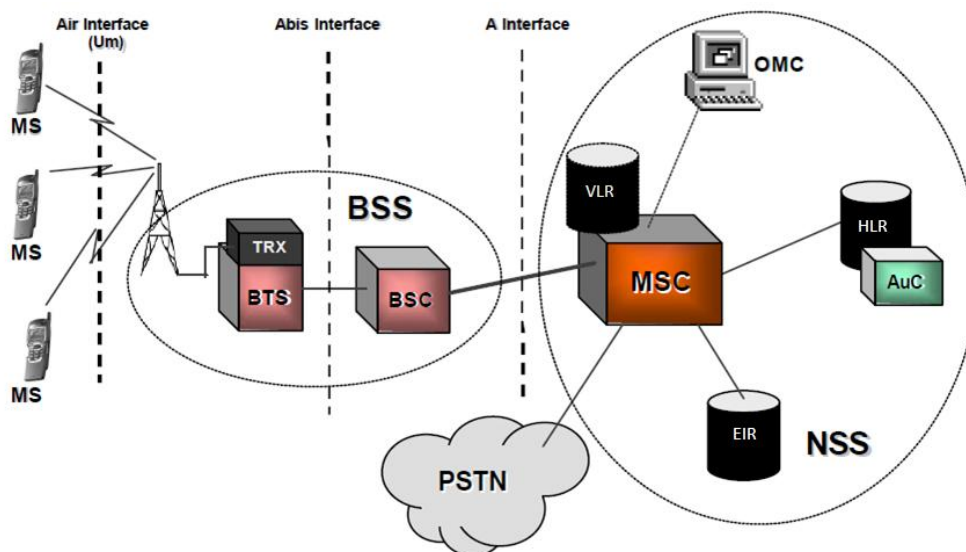 Air Interface
(Um)
Abis Interface
A Interface
OMC
MS
VLR
BSS
HLR
MS
TRX
MSC
BTS
BSC
AuC
MS
EIR
NSS
PSTN